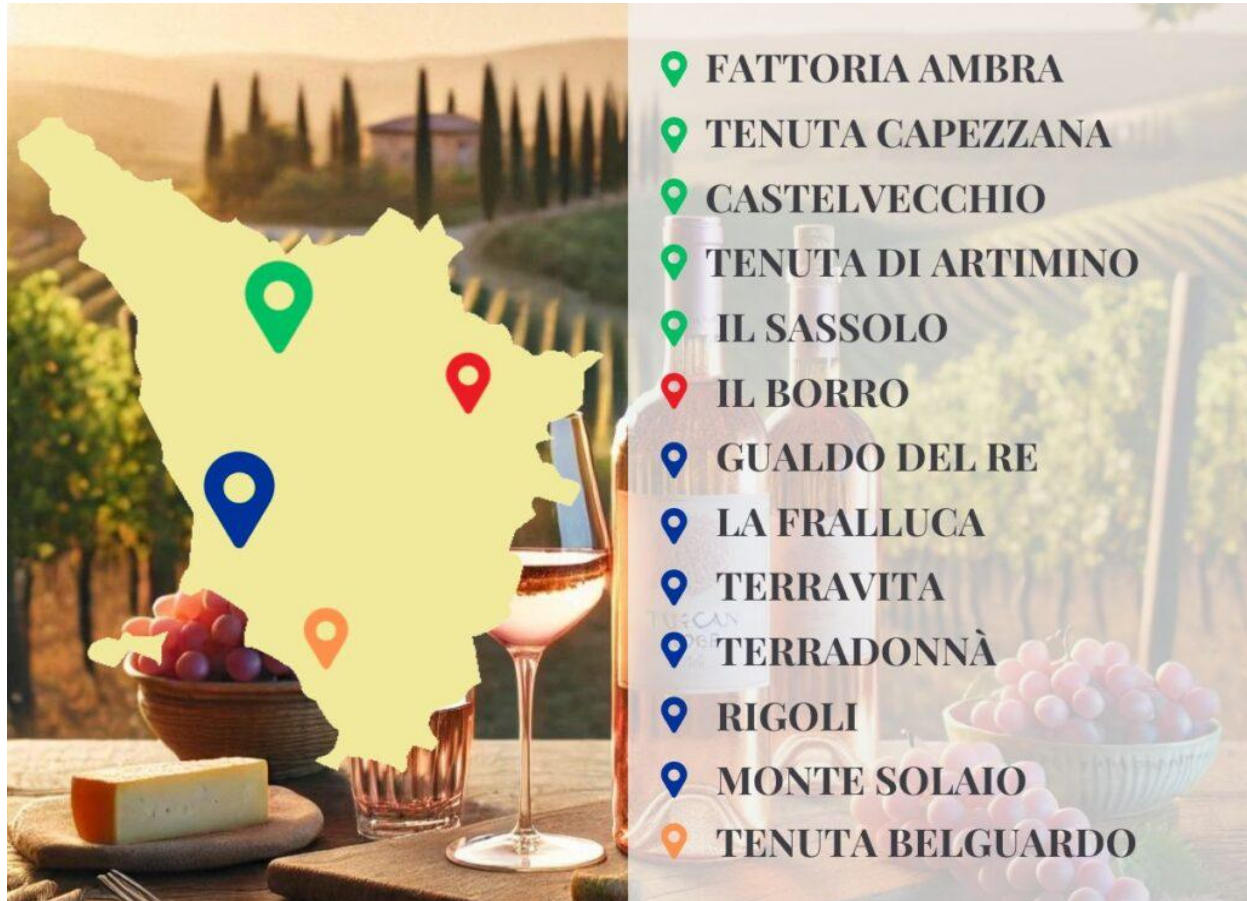 FATTORIA AMBRA
TENUTA CAPEZZANA
CASTELVECCHIO
TENUTA DI ARTIMINO
IL SASSOLO
IL BORRO
GUALDO DEL RE
LA FRALLUCA
TERRAVITA
TERRADONNÀ
RIGOLI
MONTE SOLAIO
TENUTA BELGUARDO